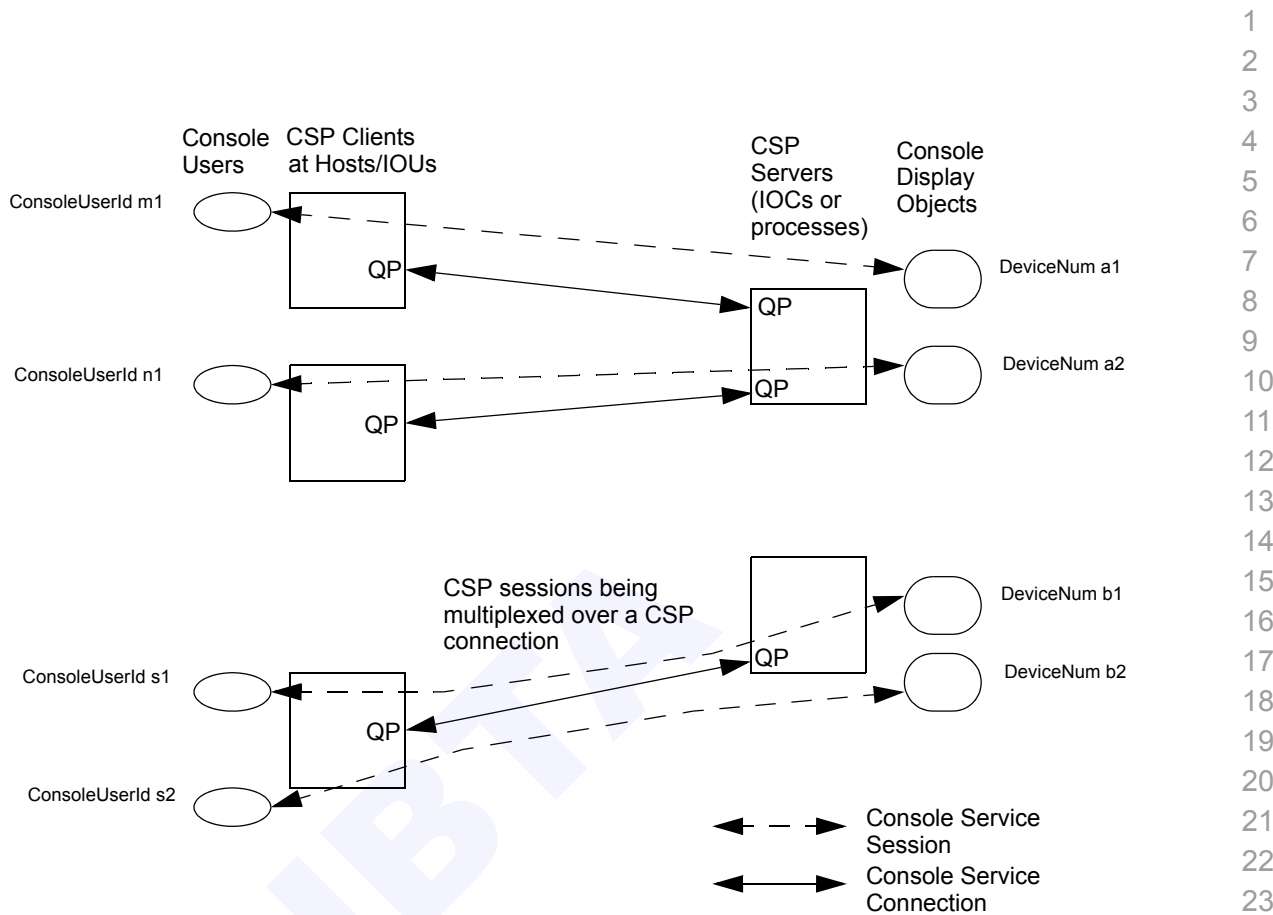 1
2
3
4
5
6
7
8
9
10
11
12
13
14
15
16
17
18
19
20
21
22
23
Console
Users
CSP Clients
at Hosts/IOUs
CSP
Servers
(IOCs or
processes)
Console
Display
Objects
ConsoleUserId m1
QP
QP
DeviceNum a1
ConsoleUserId n1
QP
QP
DeviceNum a2
CSP sessions being
multiplexed over a CSP
connection
ConsoleUserId s1
QP
QP
DeviceNum b1
DeviceNum b2
ConsoleUserId s2
Console Service
Session
Console Service
Connection
IBTA